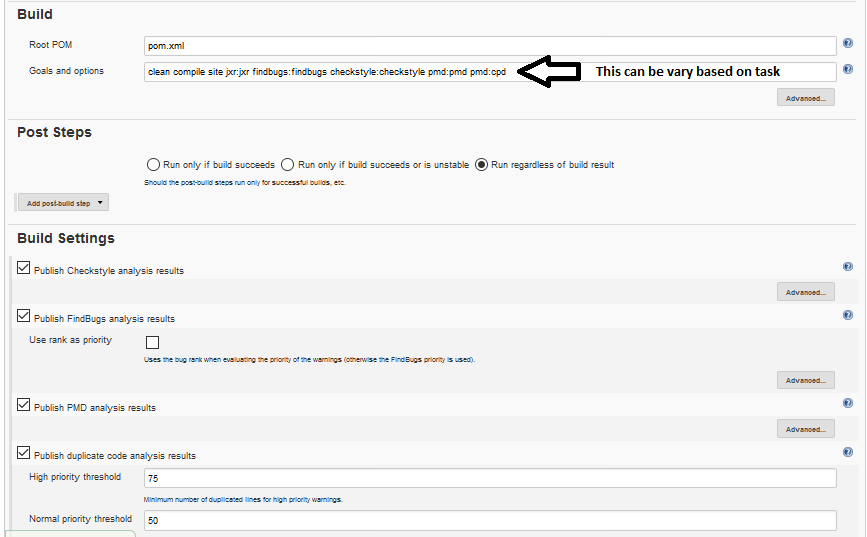 Build
Root POM
pom.xml
Goals and options
clean compile site jxr:jxr findbugs:findbugs checkstyle:checkstyle pmd:pmd pmd:cpd
This can be vary based on task
Advanced...
Post Steps
Run only if build succeeds Run only if build succeeds or is unstable Run regardless of build result
Should the post-build steps run only for successful builds, etc.
Add post-build step
Build Settings
Publish Checkstyle analysis results
Advanced...
Publish FindBugs analysis results
Use rank as priority
Uses the bug rank when evaluating the priority of the warnings (otherwise the FindBugs priority is used).
Advanced...
Publish PMD analysis results
Advanced...
Publish duplicate code analysis results
High priority threshold
75
Minimum number of duplicated lines for high priority warnings.
Normal priority threshold
50